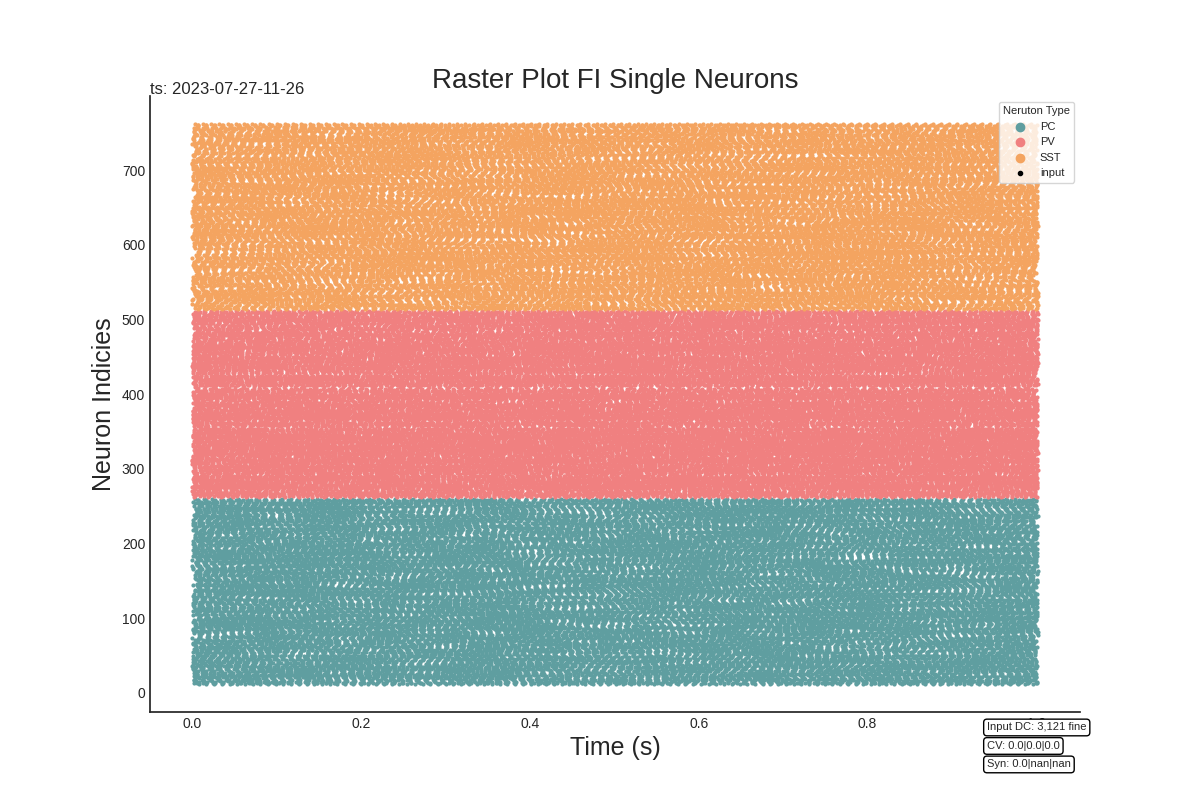 Raster Plot FI Single Neurons
ts: 2023-07-27-11-26
Neruton Type
PC
PV
SST
input
Neuron Indicies
700
600
500
400
300
200
100
0
0.0
0.2
0.4
0.6
0.8
Time (s)
Input DC: 3,121 fine
CV: 0.0|0.0|0.0
Syn: 0.0|nan|nan